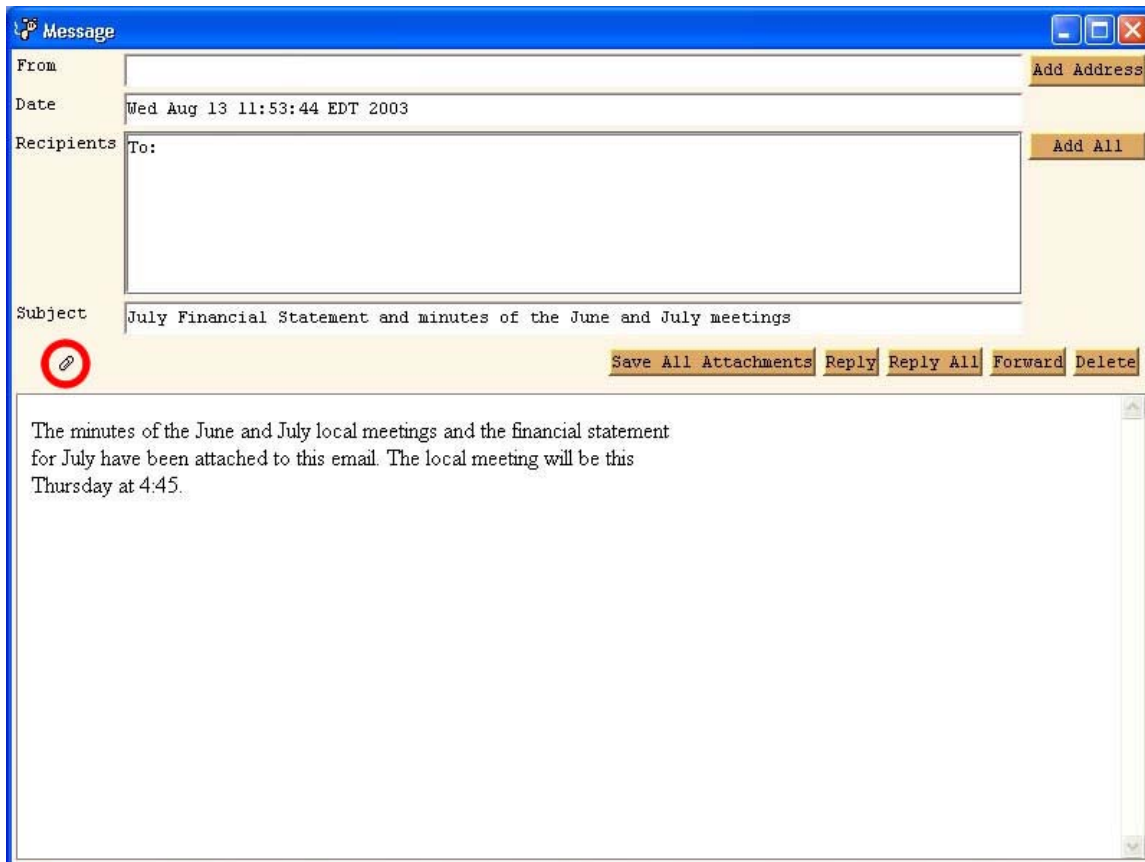 Message
From
Add Address
Date
Wed Aug 13 11:53:44 EDT 2003
Recipients
To:
Add All
Subject
July Financial Statement and minutes of the June and July meetings
Save All Attachments Reply Reply All Forward Delete
The minutes of the June and July local meetings and the financial statement
for July have been attached to this email. The local meeting will be this
Thursday at 4:45.